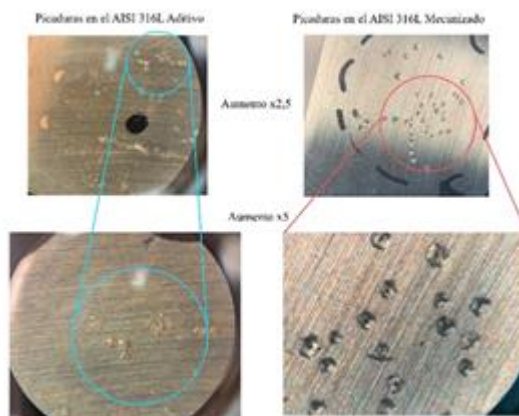 Picaduras en el AISI 316L Aditivo
Picaduras en el AISI 316L Mecanizado
Aumento x2,5
Aumento x5